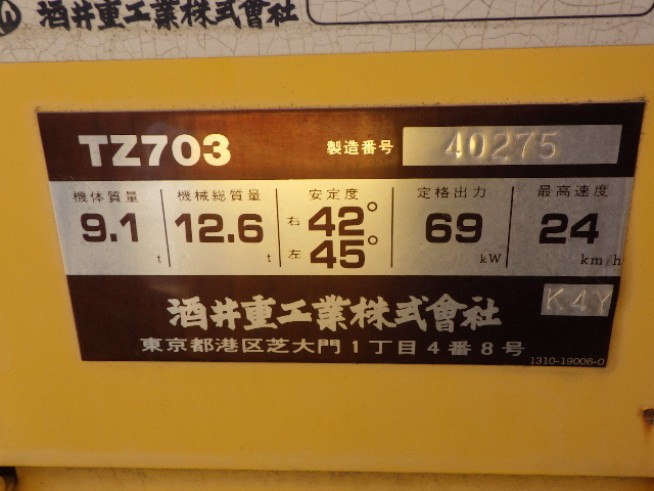 酒井重工業株式會社
TZ703 製造番号 40275
機体質量 機械総質量 安定度 定格出力 最高速度
9.1 t 12.6 t 右 42° 左 45° 69 kW 24 km/h
K4Y
酒井重工業株式會社
東京都港区芝大門1丁目4番8号
1310-19006-0